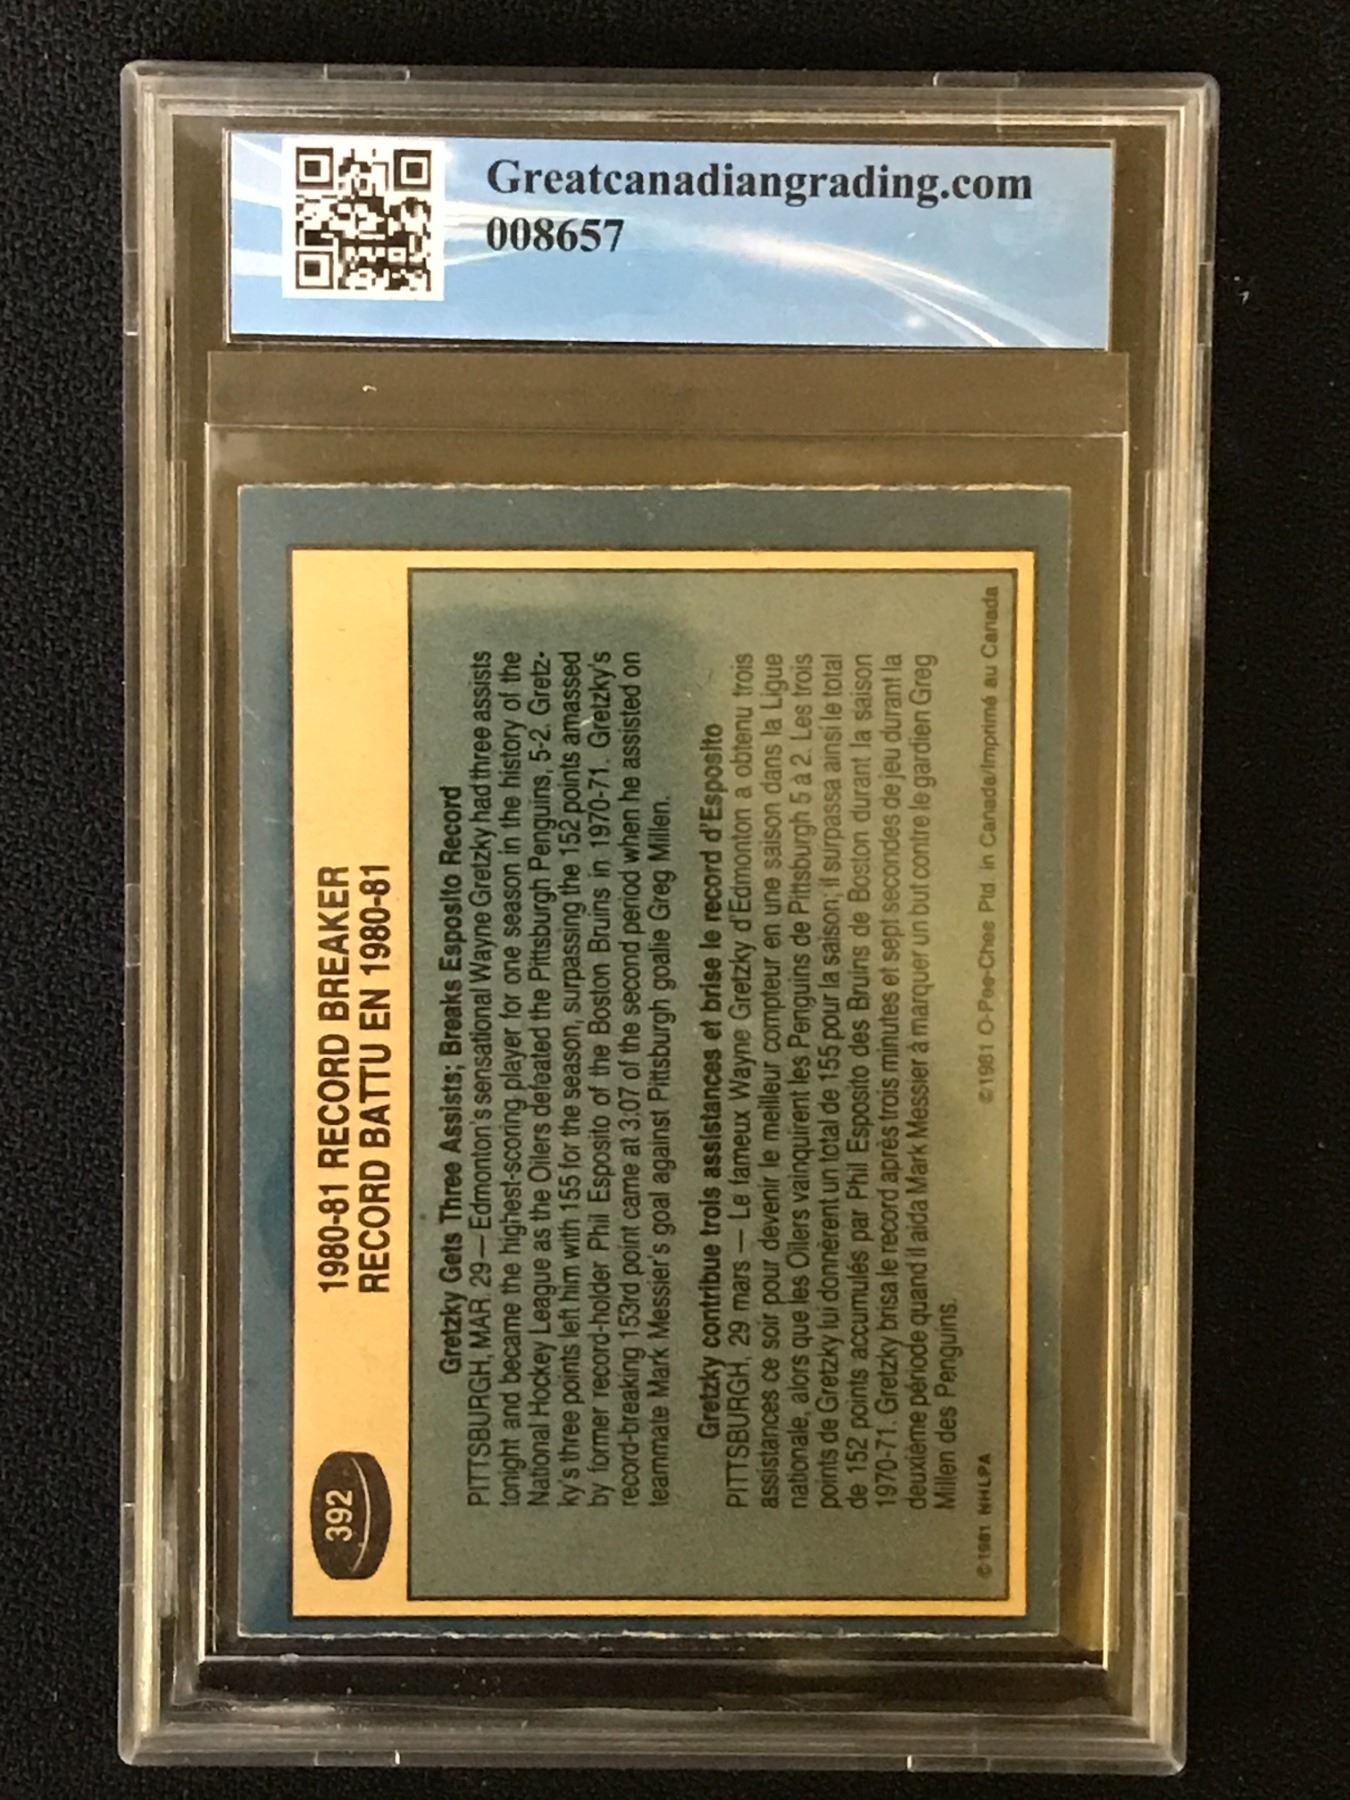 Greatcanadiangrading.com
008657
392
1980-81 RECORD BREAKER
RECORD BATTU EN 1980-81
Gretzky Gets Three Assists; Breaks Esposito Record
PITTSBURGH, MAR. 29—Edmonton's sensational Wayne Gretzky had three assists
tonight and became the highest-scoring player for one season in the history of the
National Hockey League as the Oilers defeated the Pittsburgh Penguins, 5-2. Gretz-
ky's three points left him with 155 for the season, surpassing the 152 points amassed
by former record-holder Phil Esposito of the Boston Bruins in 1970-71. Gretzky's
record-breaking 153rd point came at 3:07 of the second period when he assisted on
teammate Mark Messier's goal against Pittsburgh goalie Greg Millen.
Gretzky contribue trois assistances et brise le record d'Esposito
PITTSBURGH, 29 mars — Le fameux Wayne Gretzky d'Edmonton a obtenu trois
assistances ce soir pour devenir le meilleur compteur en une saison dans la Ligue
nationale, alors que les Oilers vainquirent les Penguins de Pittsburgh 5 à 2. Les trois
points de Gretzky lui donnèrent un total de 155 pour la saison; il surpassa ainsi le total
de 152 points accumulés par Phil Esposito des Bruins de Boston durant la saison
1970-71. Gretzky brisa le record après trois minutes et sept secondes de jeu durant la
deuxième période quand il aida Mark Messier à marquer un but contre le gardien Greg
Millen des Penguins.
©1981 NHLPA ©1981 O-Pee-Chee Ptd. in Canada/Imprimé au Canada